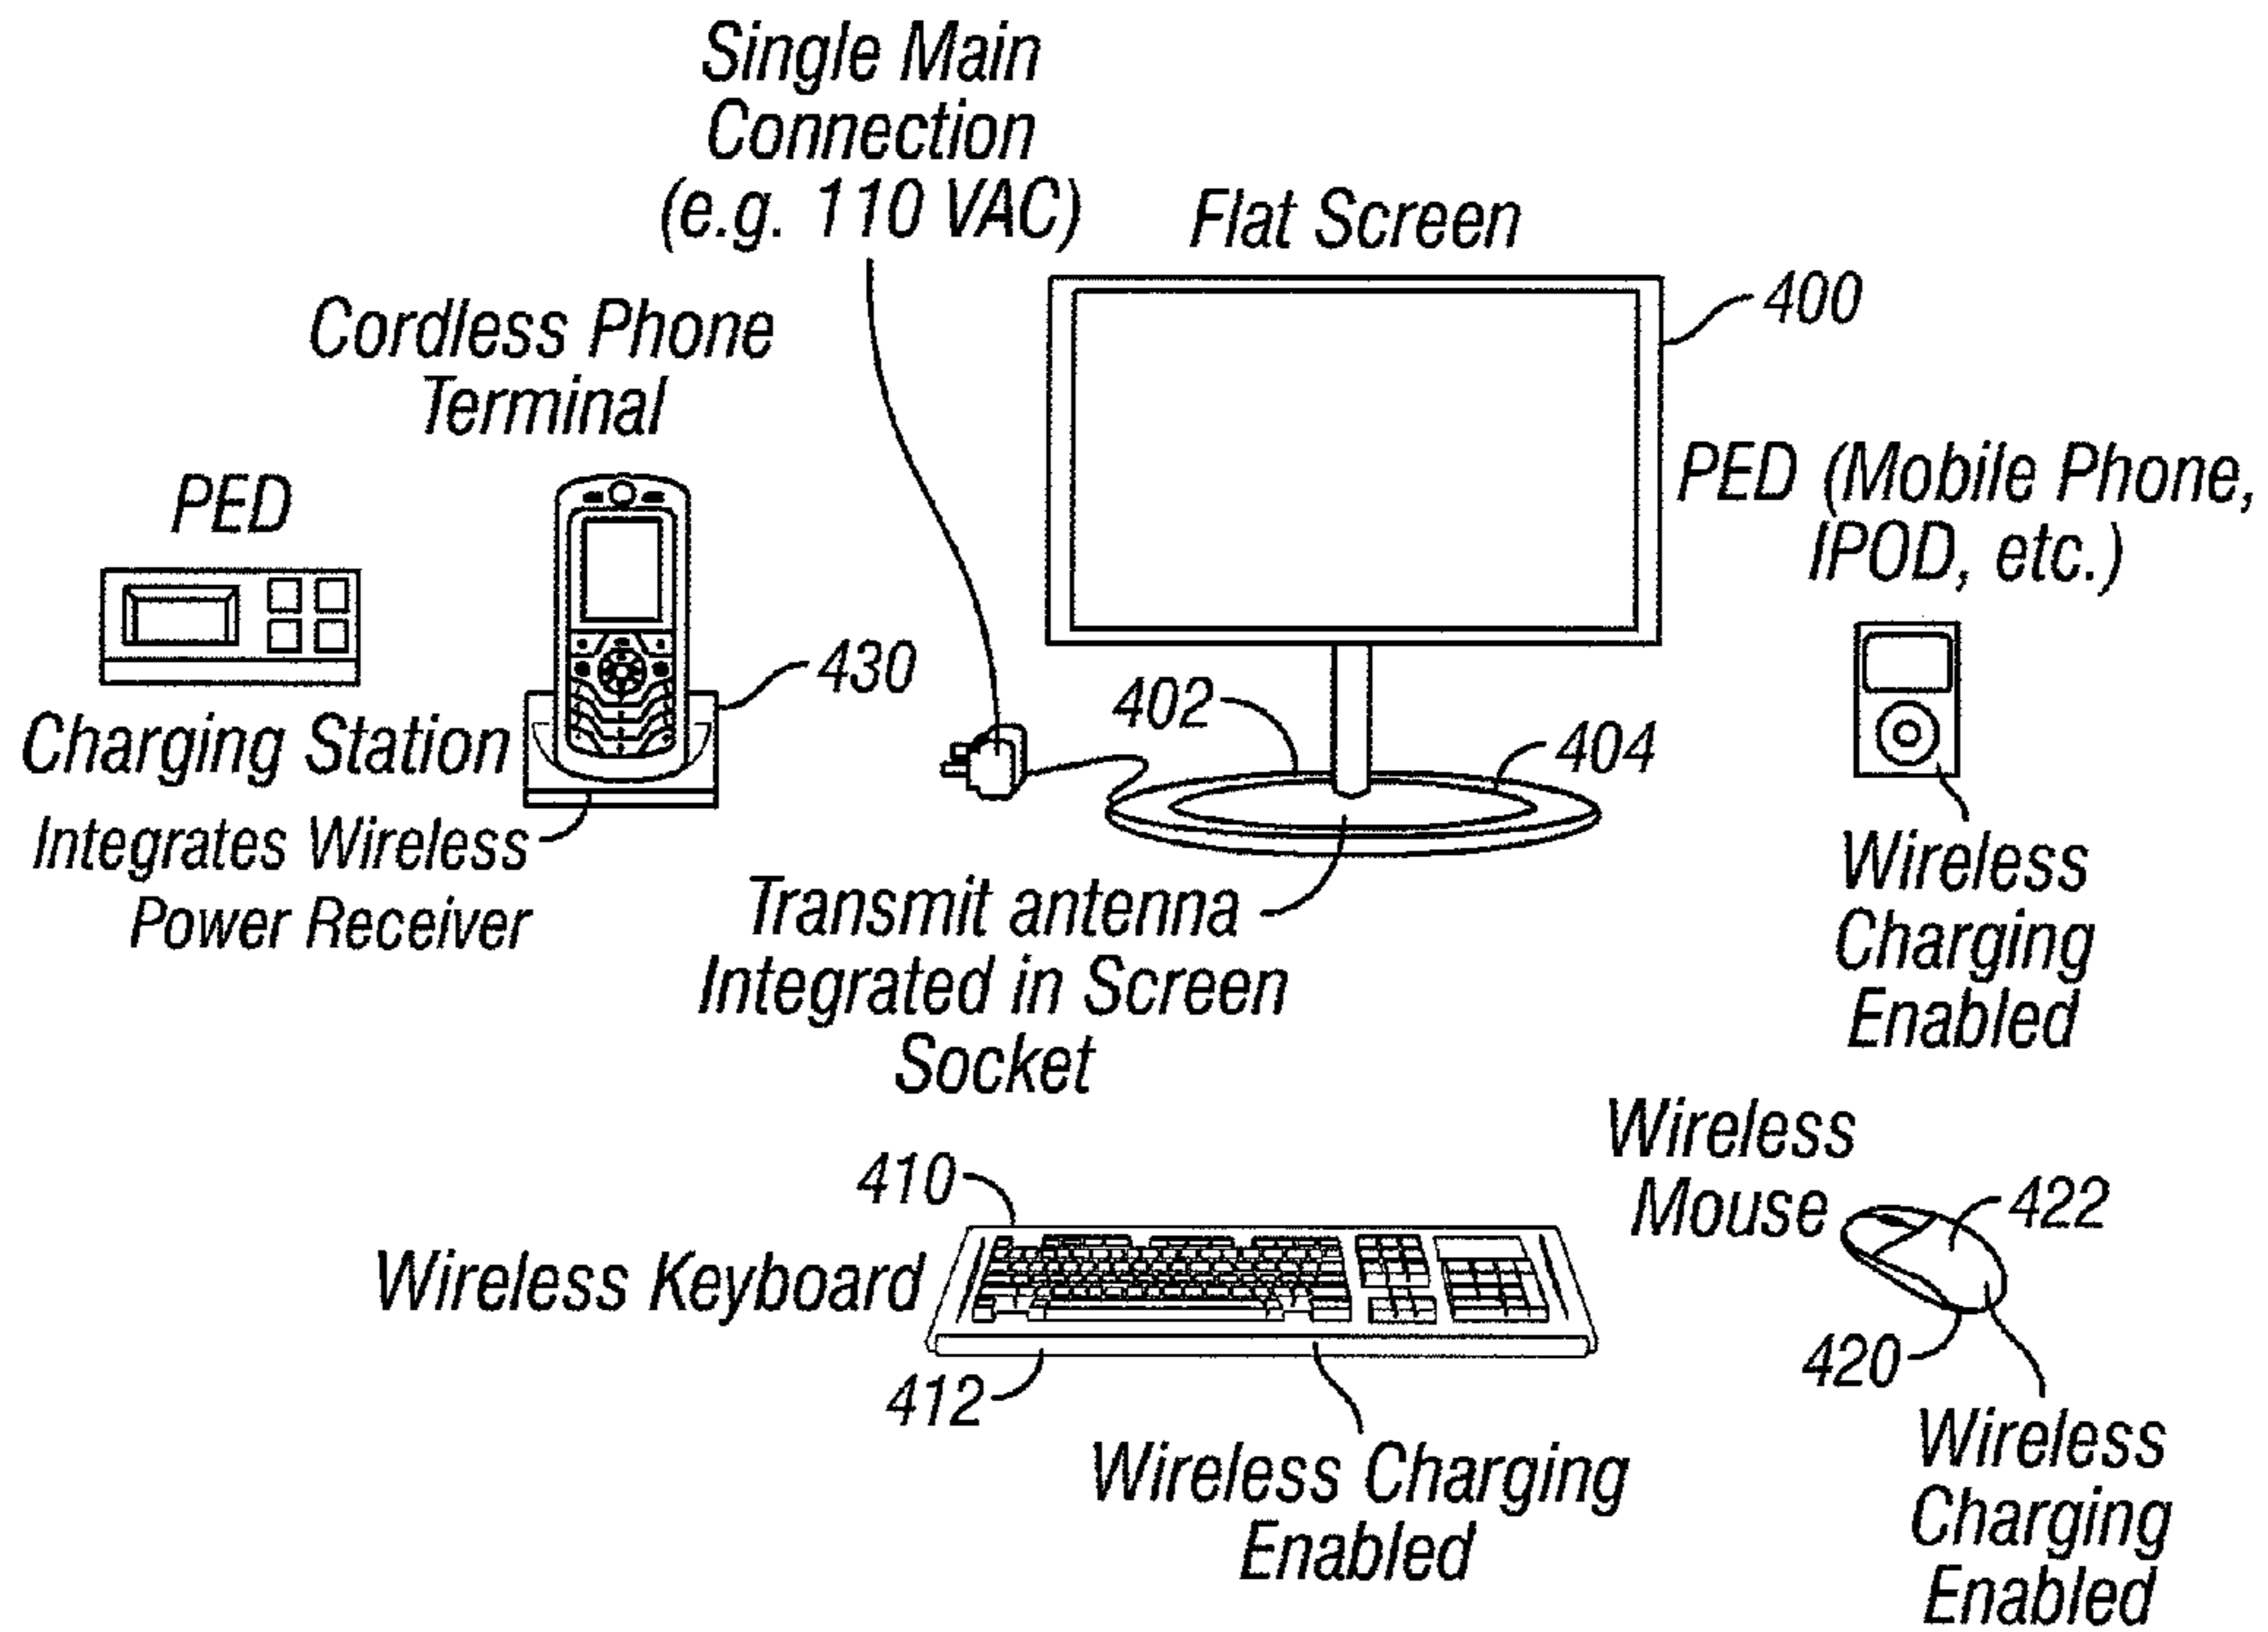 Single Main
Connection
(e.g. 110 VAC)
Flat Screen
400
Cordless Phone
Terminal
PED
PED (Mobile Phone,
IPOD, etc.)
430
402
404
Charging Station
Integrates Wireless
Power Receiver
Transmit antenna
Integrated in Screen
Socket
Wireless
Charging
Enabled
Wireless
Mouse
422
410
Wireless Keyboard
420
412
Wireless Charging
Enabled
Wireless
Charging
Enabled